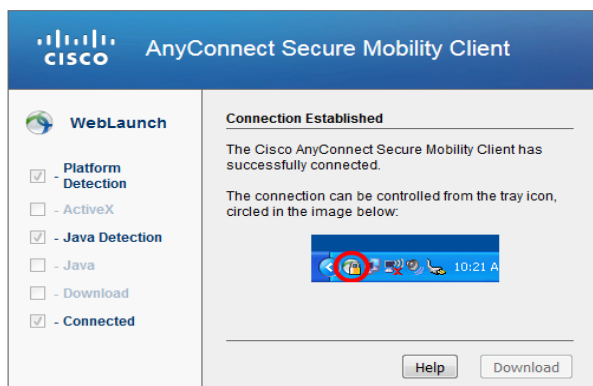 CISCO
AnyConnect Secure Mobility Client
WebLaunch
- Platform
Detection
- ActiveX
- Java Detection
- Java
- Download
- Connected
Connection Established
The Cisco AnyConnect Secure Mobility Client has
successfully connected.
The connection can be controlled from the tray icon,
circled in the image below:
10:21 A
Help
Download